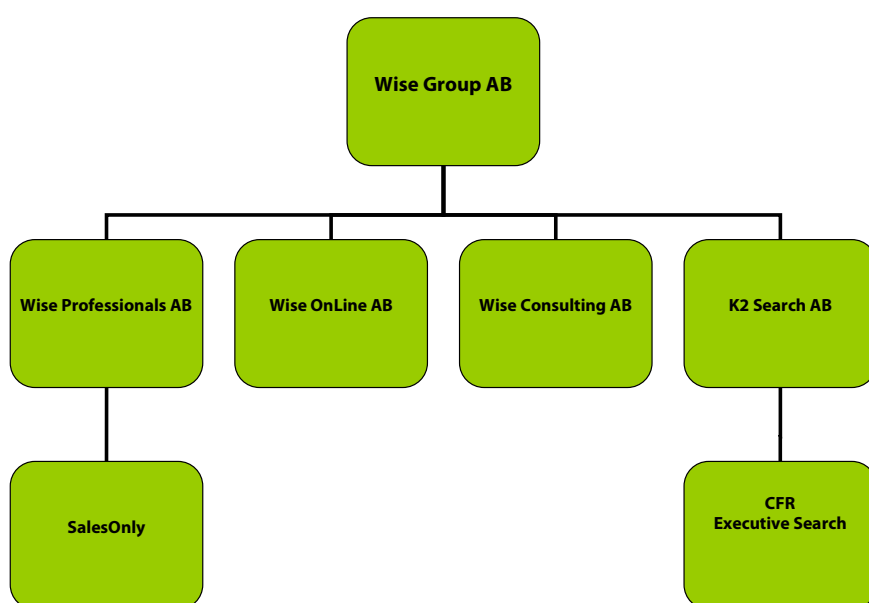 Wise Group AB
Wise Professionals AB
Wise OnLine AB
Wise Consulting AB
K2 Search AB
SalesOnly
CFR
Executive Search